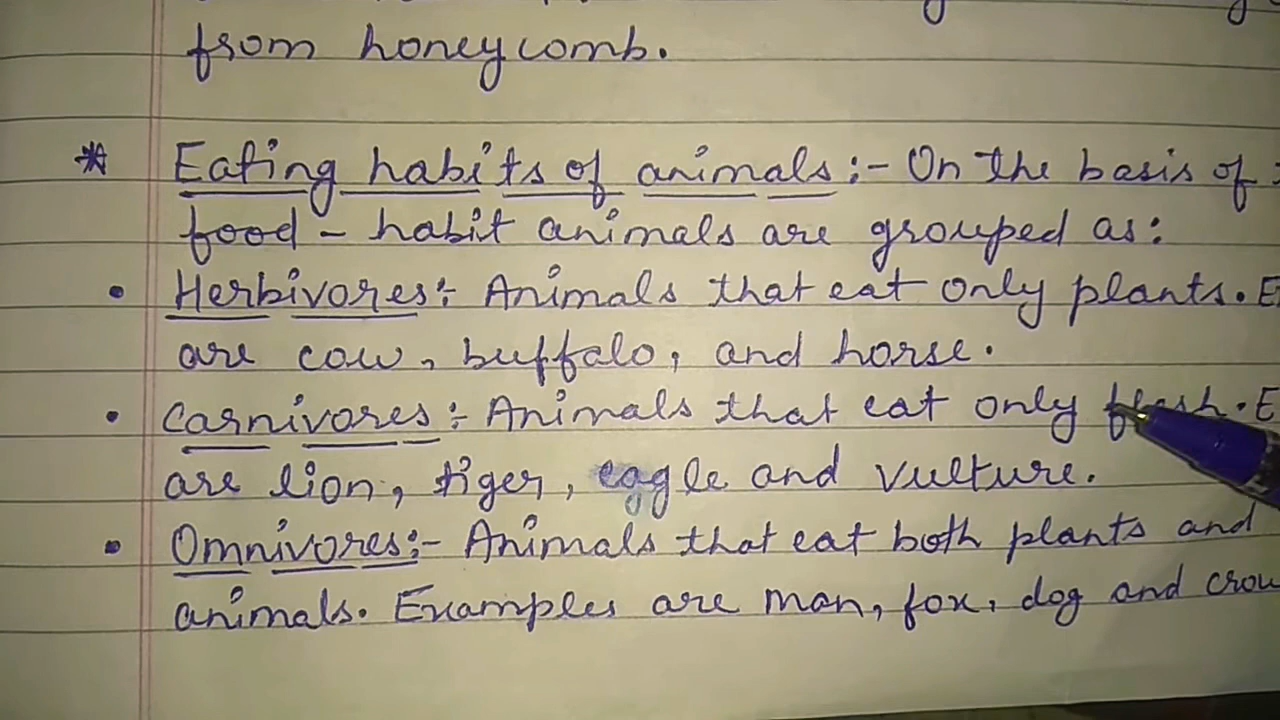 from honeycomb.
* Eating habits of animals :- On the basis of
food - habit animals are grouped as:
• Herbivores: Animals that eat only plants. E
are cow, buffalo, and horse.
• Carnivores: Animals that eat only flesh. E
are lion, tiger, eagle and vulture.
• Omnivores:- Animals that eat both plants and
animals. Examples are man, fox, dog and crow